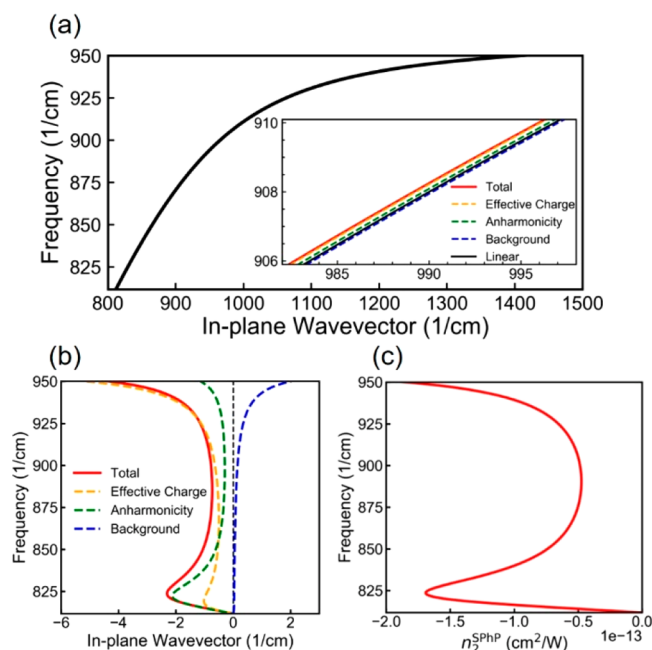 (a)
950
925
900
875
850
825
Frequency (1/cm)
910
908
906
985
990
995
Total
Effective Charge
Anharmonicity
Background
Linear
800
900
1000
1100
1200
1300
1400
1500
In-plane Wavevector (1/cm)
(b)
950
925
900
875
850
825
Frequency (1/cm)
Total
Effective Charge
Anharmonicity
Background
−6
−4
−2
0
2
In-plane Wavevector (1/cm)
(c)
950
925
900
875
850
825
Frequency (1/cm)
−2.0
−1.5
−1.0
−0.5
0.0
1e−13
n₂^SPhP (cm²/W)